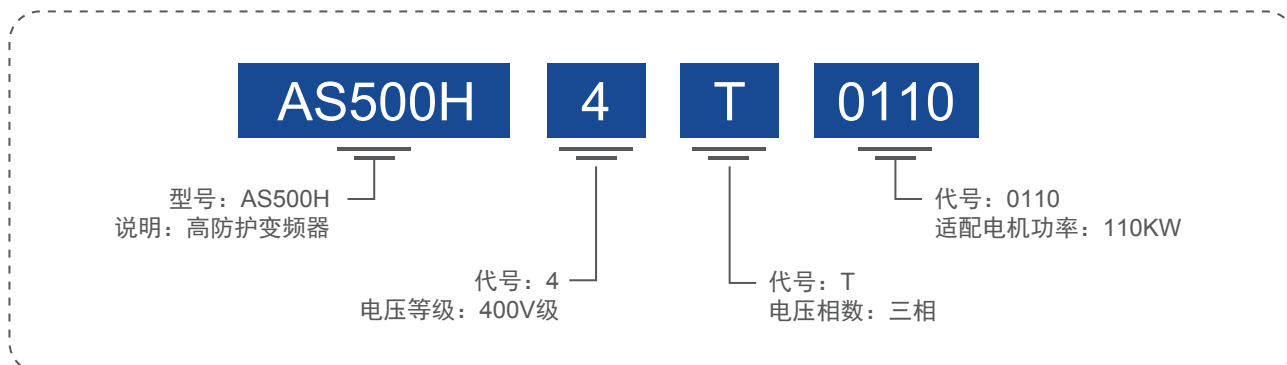 AS500H 4 T 0110
型号：AS500H
说明：高防护变频器
代号：0110
适配电机功率：110KW
代号：4
电压等级：400V级
代号：T
电压相数：三相